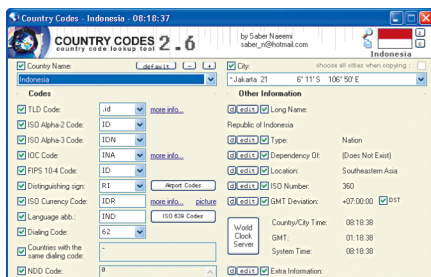 Country Codes - Indonesia - 08:18:37
COUNTRY CODES 2.6
country code lookup tool
by Saber Naeemi
saber_n@hotmail.com
Indonesia
Country Name: default - +
City: choose all cities when copying :
Indonesia
* Jakarta 21 6° 11' S 106° 50' E
Codes
Other Information
TLD Code: .id more info...
d edit Long Name:
Republic of Indonesia
ISO Alpha-2 Code: ID
d edit Type: Nation
ISO Alpha-3 Code: IDN
d edit Dependency Of: (Does Not Exist)
IOC Code: INA more info...
d edit Location: Southeastern Asia
FIPS 10-4 Code: ID
d edit ISO Number: 360
Distinguishing sign: RI Airport Codes
d edit GMT Deviation: +07:00:00 DST
ISO Currency Code: IDR more info... picture
Language abb.: IND ISO 639 Codes
Dialing Code: 62
World Clock Server
Country/City Time: 08:18:38
GMT: 01:18:38
System Time: 08:18:38
Countries with the same dialing code: -
NDD Code: 0
d edit Extra Information: